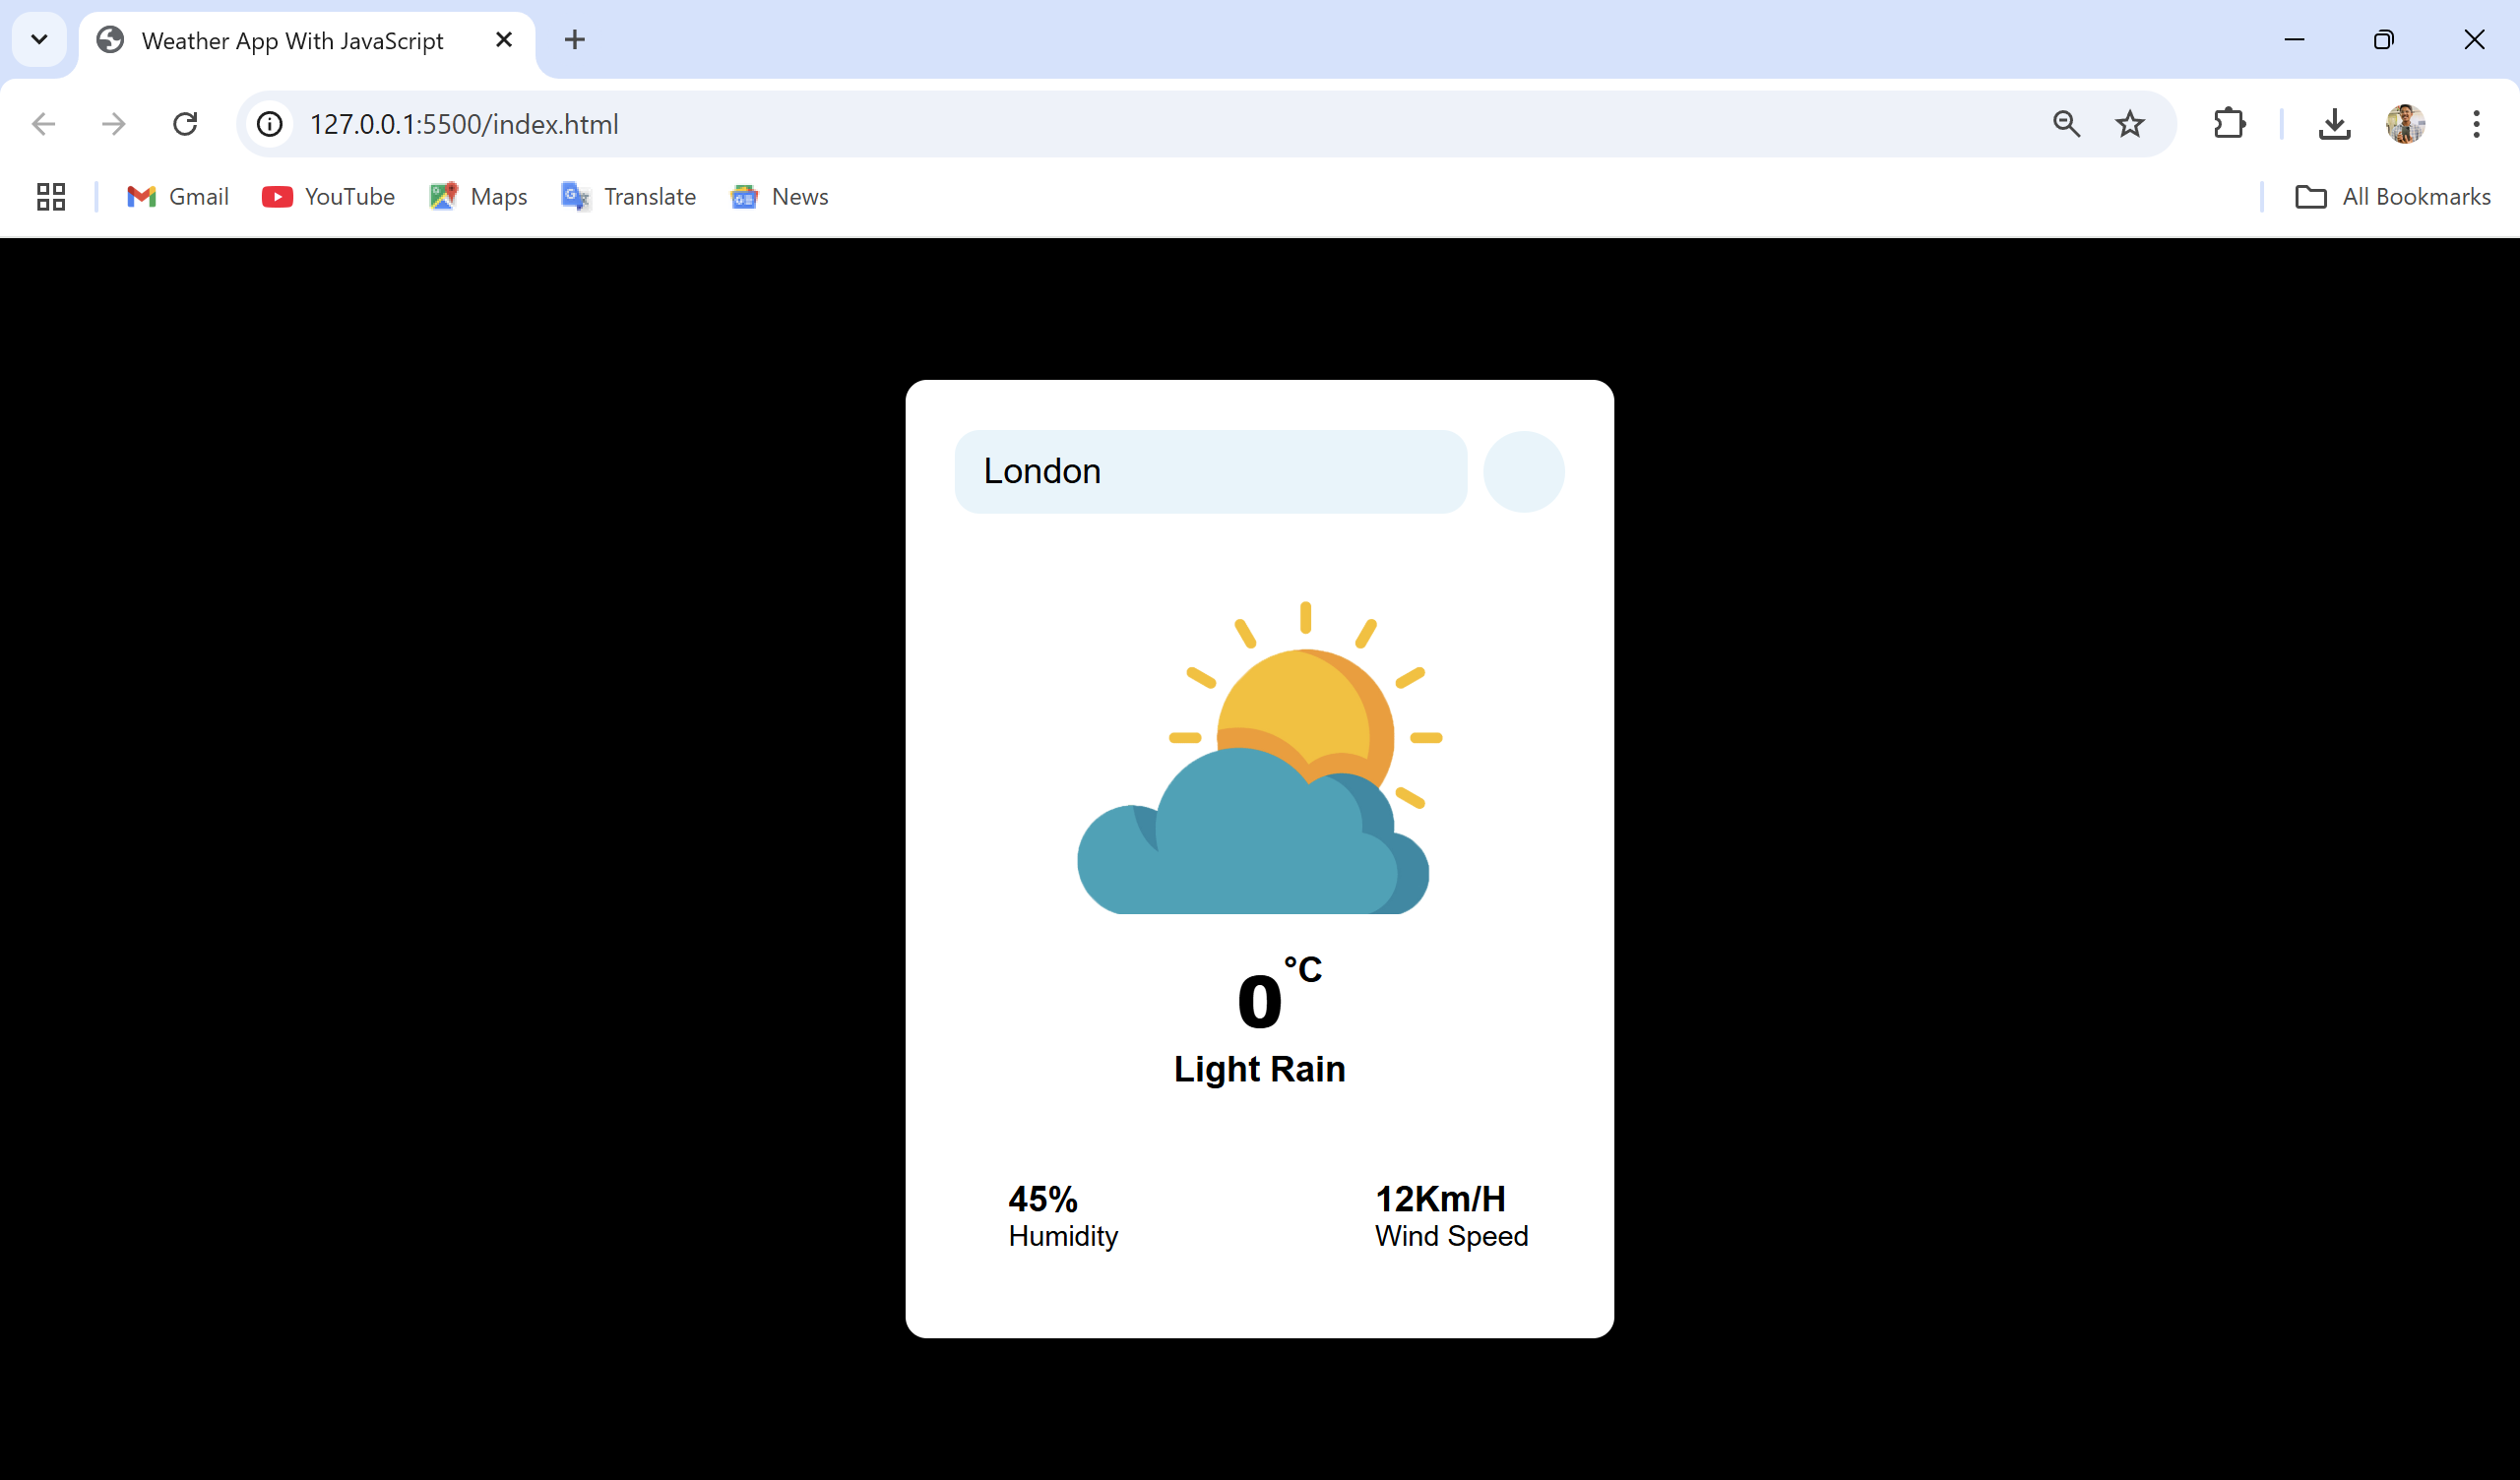 Weather App With JavaScript
127.0.0.1:5500/index.html
Gmail YouTube Maps Translate News All Bookmarks
London
0°C
Light Rain
45% 12Km/H
Humidity Wind Speed